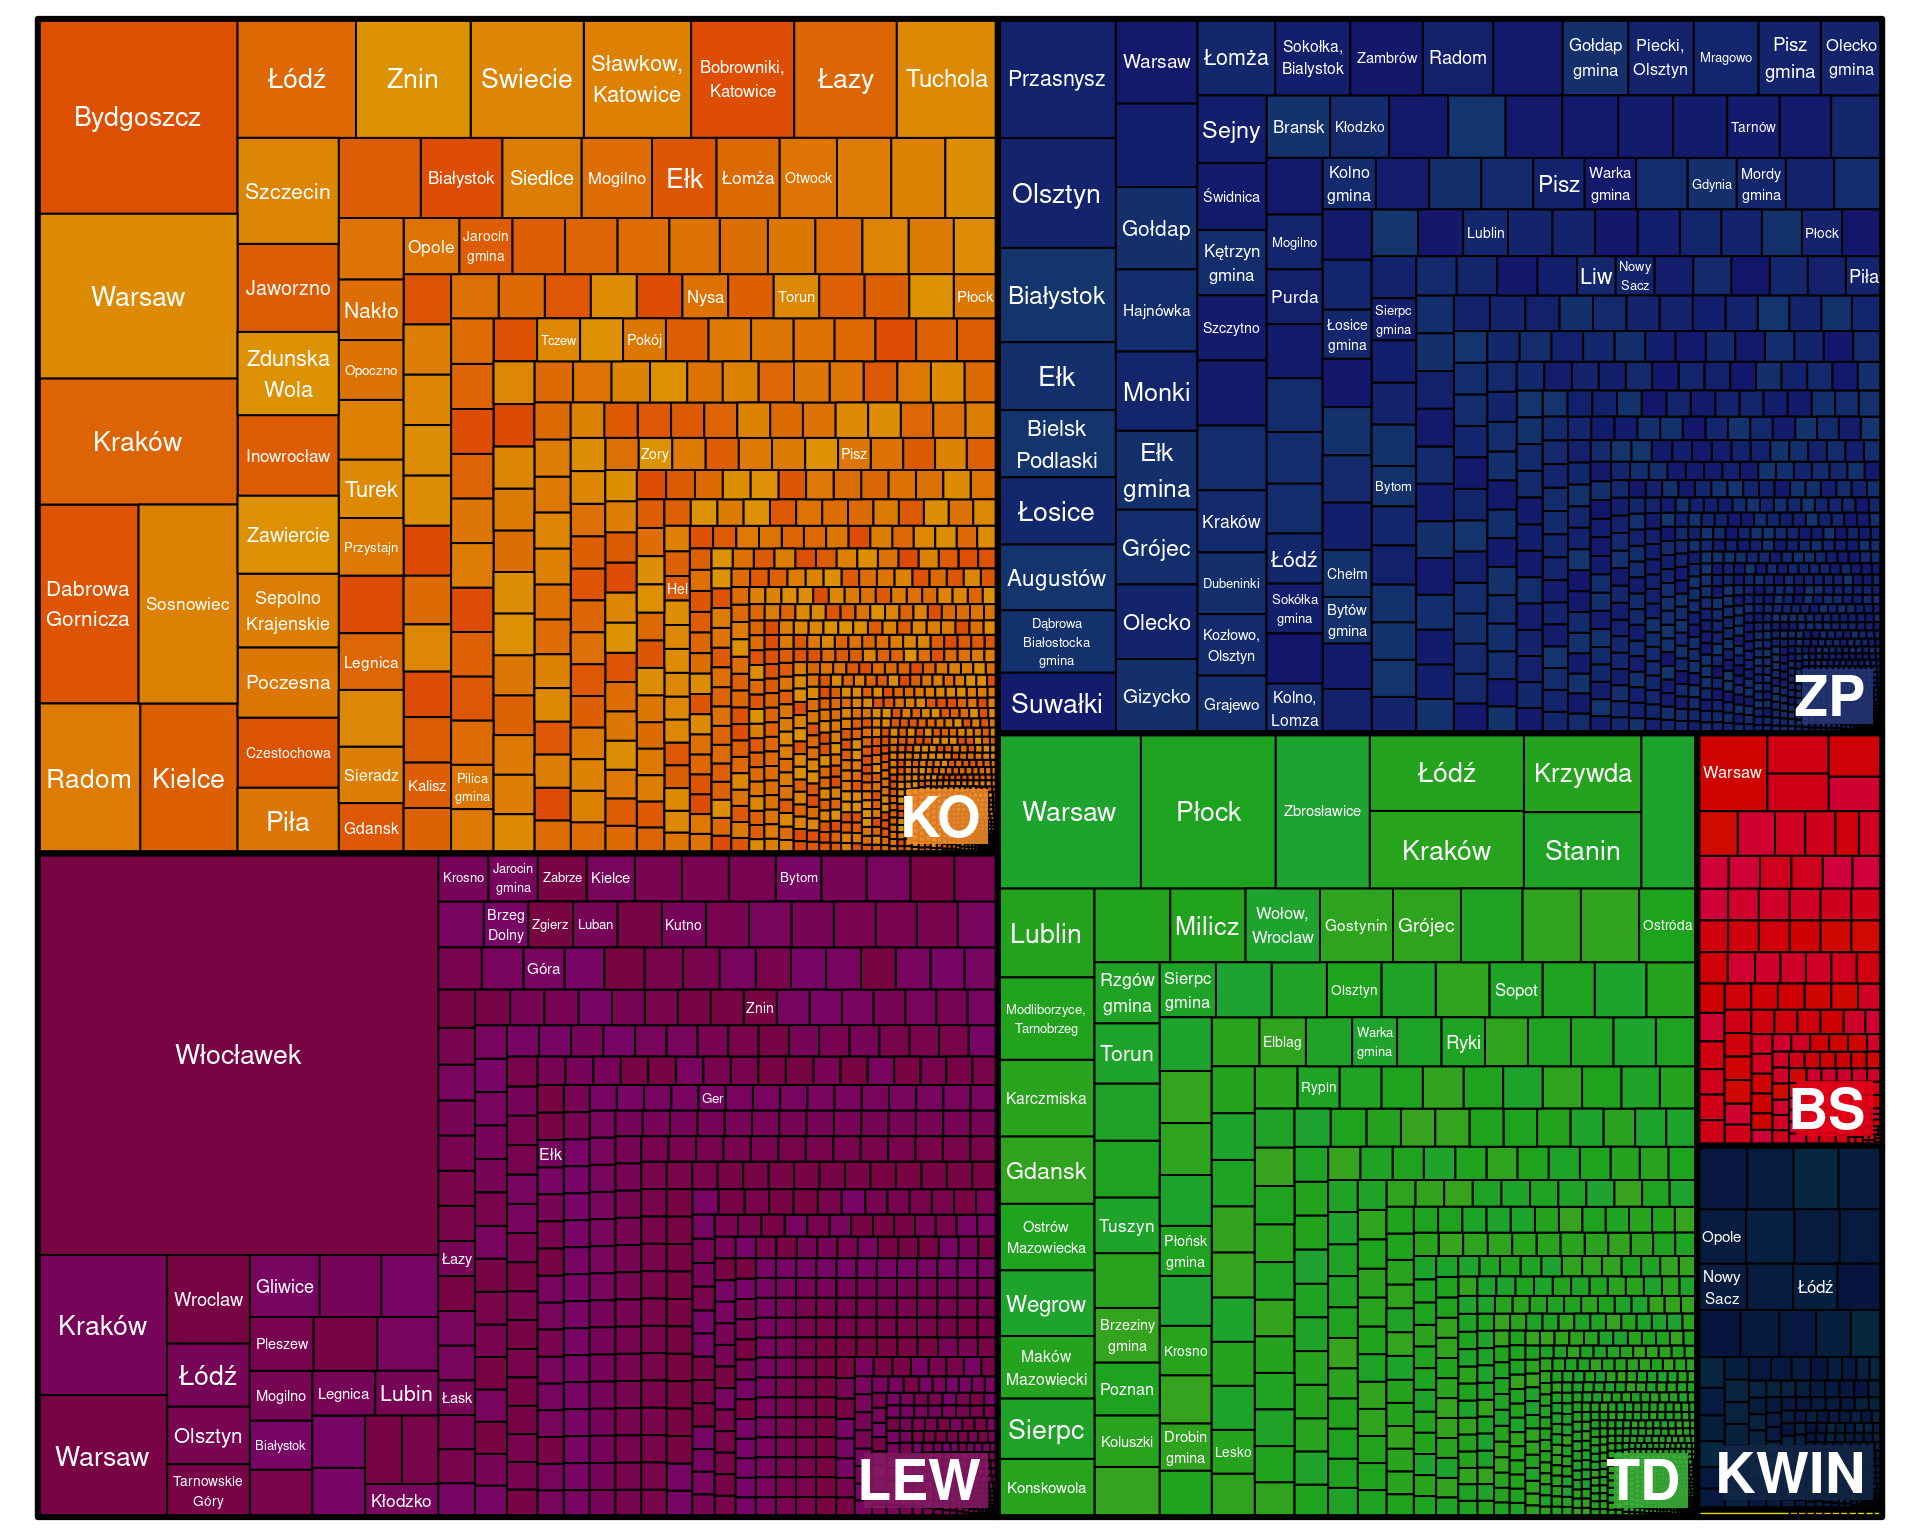 Bydgoszcz
Warsaw
Kraków
Dabrowa
Gornicza
Sosnowiec
Radom
Kielce
Łódź
Znin
Swiecie
Sławkow,
Katowice
Bobrowniki,
Katowice
Łazy
Tuchola
Szczecin
Jaworzno
Zdunska
Wola
Inowrocław
Zawiercie
Sepolno
Krajenskie
Poczesna
Czestochowa
Piła
Białystok
Siedlce
Mogilno
Ełk
Łomża
Otwock
Nakło
Opoczno
Turek
Przystajn
Legnica
Sieradz
Gdansk
Opole
Jarocin
gmina
Nysa
Torun
Płock
Tczew
Pokój
Zory
Pisz
Hel
Kalisz
Pilica
gmina
KO
Przasnysz
Olsztyn
Białystok
Ełk
Bielsk
Podlaski
Łosice
Augustów
Dąbrowa
Białostocka
gmina
Suwałki
Warsaw
Gołdap
Hajnówka
Monki
Ełk
gmina
Grójec
Olecko
Gizycko
Łomża
Sokołka,
Bialystok
Zambrów
Radom
Gołdap
gmina
Piecki,
Olsztyn
Mragowo
Pisz
gmina
Olecko
gmina
Sejny
Świdnica
Kętrzyn
gmina
Szczytno
Kraków
Dubeninki
Kozłowo,
Olsztyn
Grajewo
Bransk
Kłodzko
Tarnów
Mogilno
Purda
Łódź
Sokółka
gmina
Kolno,
Lomza
Kolno
gmina
Pisz
Warka
gmina
Gdynia
Mordy
gmina
Łosice
gmina
Chełm
Bytów
gmina
Lublin
Płock
Sierpc
gmina
Bytom
Liw
Nowy
Sacz
Piła
ZP
Włocławek
Kraków
Warsaw
Wroclaw
Łódź
Olsztyn
Tarnowskie
Góry
Gliwice
Pleszew
Mogilno
Legnica
Lubin
Białystok
Kłodzko
Krosno
Jarocin
gmina
Zabrze
Kielce
Bytom
Brzeg
Dolny
Zgierz
Luban
Kutno
Góra
Znin
Ger
Ełk
Łazy
Łask
LEW
Warsaw
Płock
Zbrosławice
Łódź
Kraków
Krzywda
Stanin
Lublin
Modliborzyce,
Tarnobrzeg
Karczmiska
Gdansk
Ostrów
Mazowiecka
Wegrow
Maków
Mazowiecki
Sierpc
Konskowola
Milicz
Wołow,
Wroclaw
Gostynin
Grójec
Ostróda
Rzgów
gmina
Torun
Tuszyn
Brzeziny
gmina
Poznan
Koluszki
Sierpc
gmina
Olsztyn
Sopot
Płońsk
gmina
Krosno
Drobin
gmina
Elblag
Warka
gmina
Ryki
Rypin
Lesko
TD
Warsaw
BS
Opole
Nowy
Sacz
Łódź
KWIN